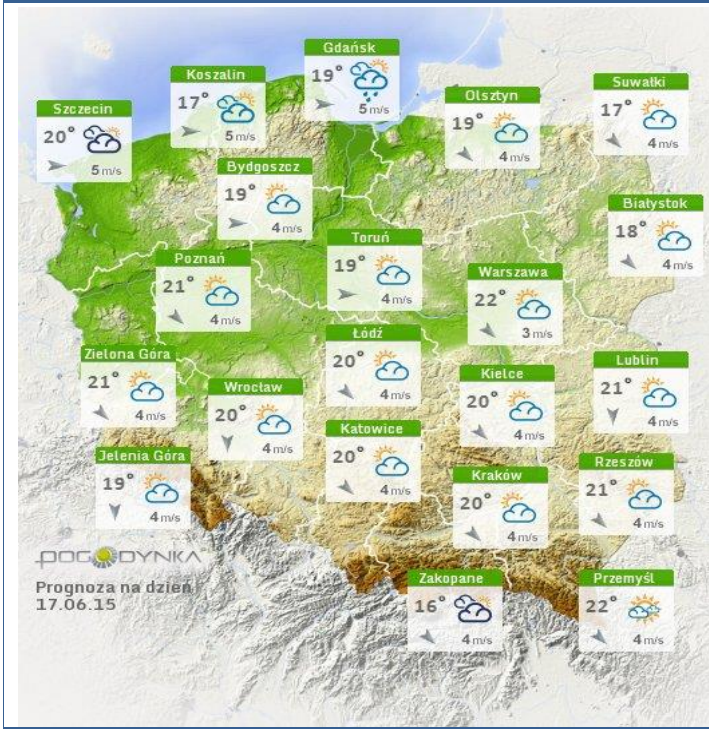 Gdańsk
19°
5 m/s
Koszalin
17°
5 m/s
Suwałki
17°
4 m/s
Olsztyn
19°
4 m/s
Szczecin
20°
5 m/s
Bydgoszcz
19°
4 m/s
Białystok
18°
4 m/s
Toruń
19°
4 m/s
Poznań
21°
4 m/s
Warszawa
22°
3 m/s
Łódź
20°
4 m/s
Zielona Góra
21°
4 m/s
Lublin
21°
4 m/s
Kielce
20°
4 m/s
Wrocław
20°
4 m/s
Katowice
20°
4 m/s
Jelenia Góra
19°
4 m/s
Rzeszów
21°
4 m/s
Kraków
20°
4 m/s
POGODYNKA
Prognoza na dzień
17.06.15
Zakopane
16°
4 m/s
Przemyśl
22°
4 m/s